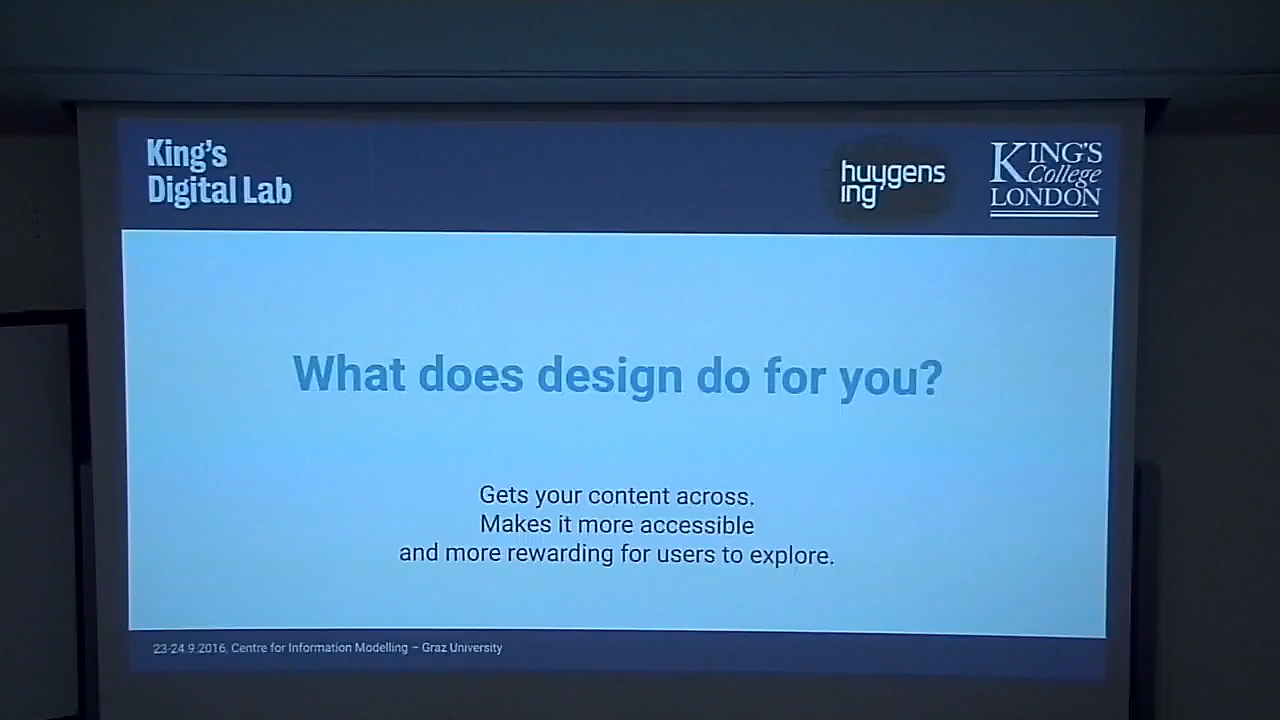 King's
Digital Lab
huygens
ing
KING'S
College
LONDON
What does design do for you?
Gets your content across.
Makes it more accessible
and more rewarding for users to explore.
23-24.9.2016, Centre for Information Modelling – Graz University